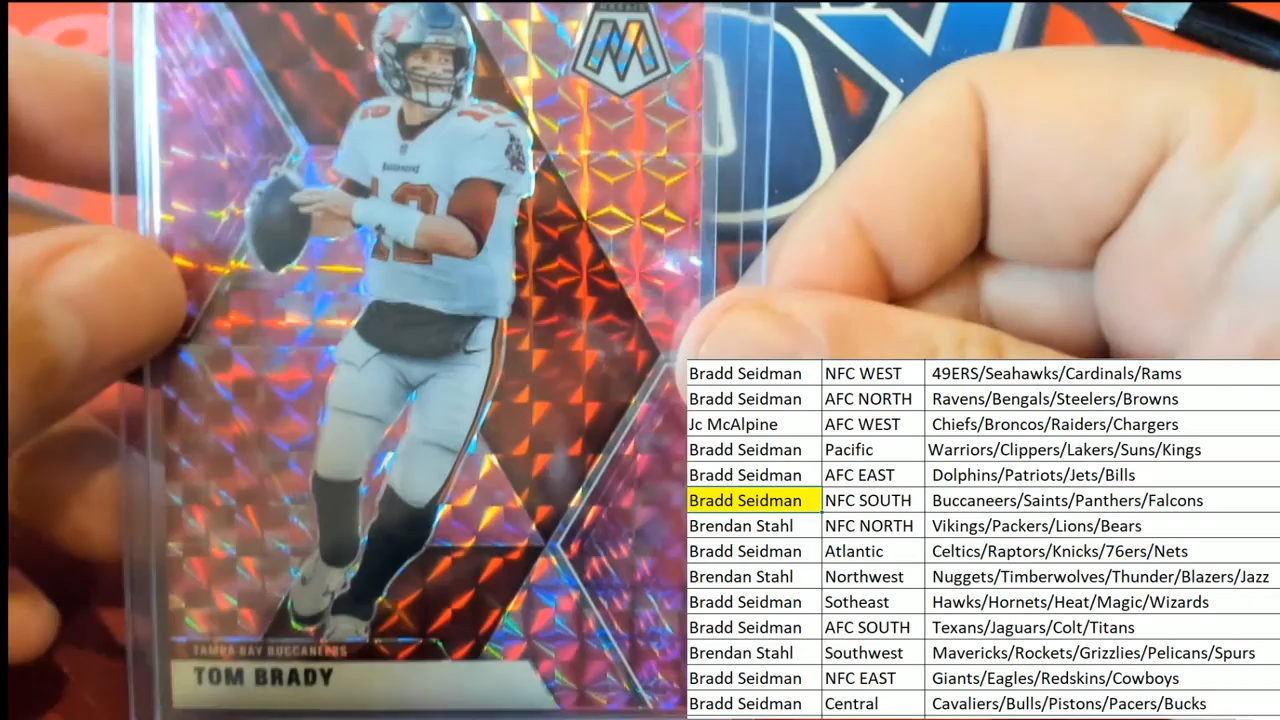 BUCCANEERS
12
TAMPA BAY BUCCANEERS
TOM BRADY
Bradd Seidman NFC WEST 49ERS/Seahawks/Cardinals/Rams
Bradd Seidman AFC NORTH Ravens/Bengals/Steelers/Browns
Jc McAlpine AFC WEST Chiefs/Broncos/Raiders/Chargers
Bradd Seidman Pacific Warriors/Clippers/Lakers/Suns/Kings
Bradd Seidman AFC EAST Dolphins/Patriots/Jets/Bills
Bradd Seidman NFC SOUTH Buccaneers/Saints/Panthers/Falcons
Brendan Stahl NFC NORTH Vikings/Packers/Lions/Bears
Bradd Seidman Atlantic Celtics/Raptors/Knicks/76ers/Nets
Brendan Stahl Northwest Nuggets/Timberwolves/Thunder/Blazers/Jazz
Bradd Seidman Sotheast Hawks/Hornets/Heat/Magic/Wizards
Bradd Seidman AFC SOUTH Texans/Jaguars/Colt/Titans
Brendan Stahl Southwest Mavericks/Rockets/Grizzlies/Pelicans/Spurs
Bradd Seidman NFC EAST Giants/Eagles/Redskins/Cowboys
Bradd Seidman Central Cavaliers/Bulls/Pistons/Pacers/Bucks